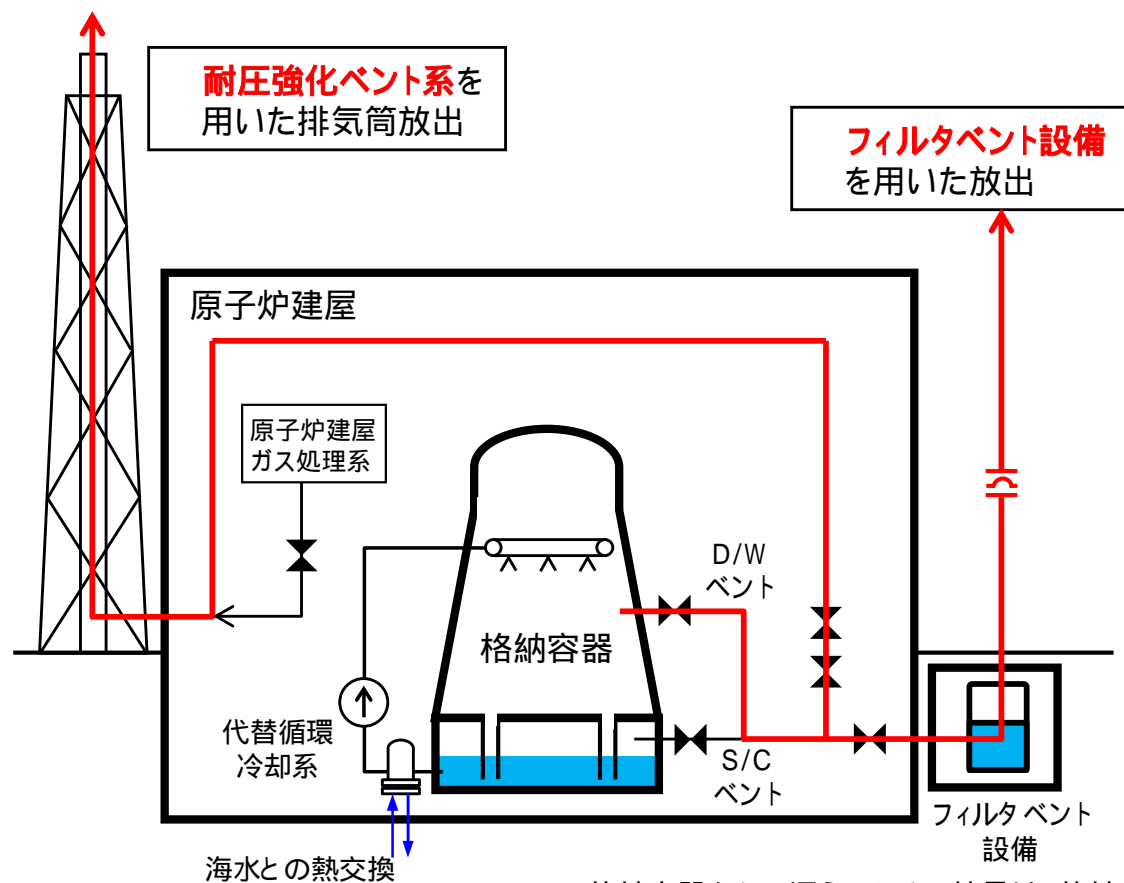 耐圧強化ベント系を
用いた排気筒放出
フィルタベント設備
を用いた放出
原子炉建屋
原子炉建屋
ガス処理系
D/W
ベント
格納容器
代替循環
冷却系
S/C
ベント
フィルタベント
設備
海水との熱交換